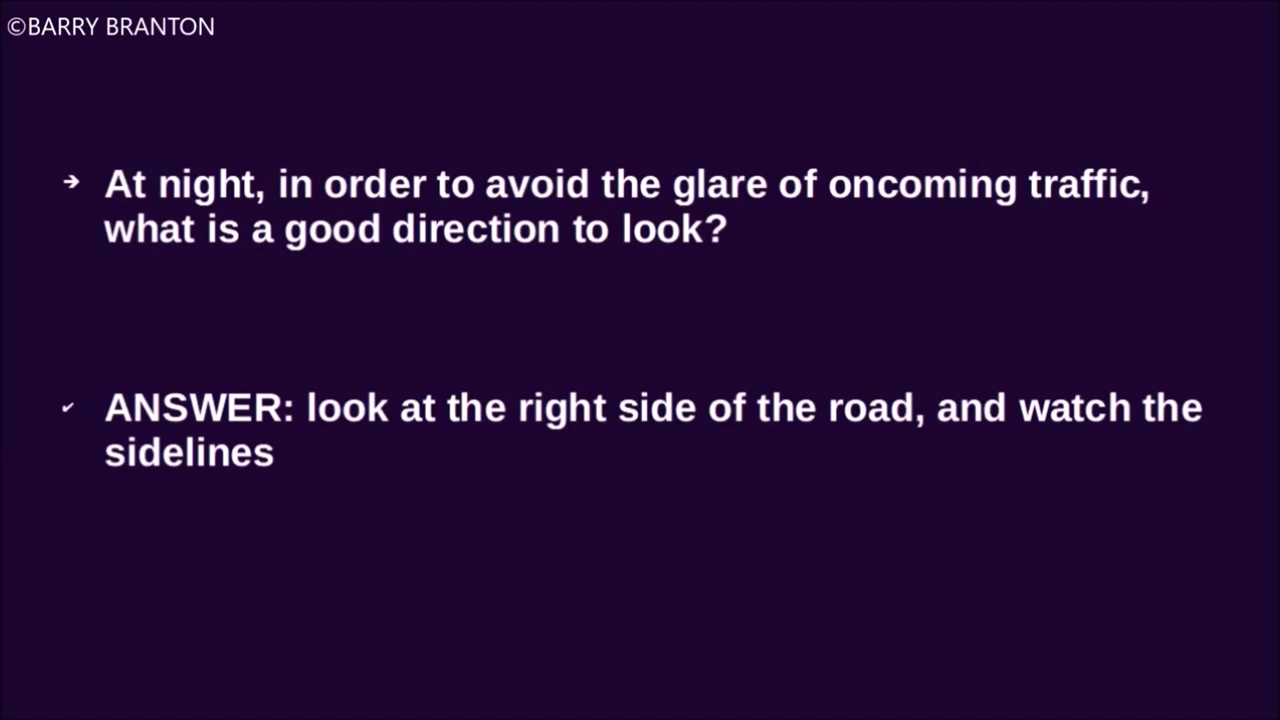 ©BARRY BRANTON
➔ At night, in order to avoid the glare of oncoming traffic,
what is a good direction to look?
✔ ANSWER: look at the right side of the road, and watch the
sidelines